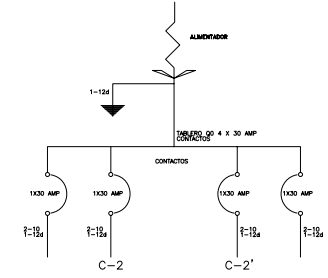 ALIMENTADOR
1-12d
TABLERO QO 4 X 30 AMP
CONTACTOS
CONTACTOS
1X30 AMP
1X30 AMP
1X30 AMP
1X30 AMP
2-10
1-12d
2-10
1-12d
2-10
1-12d
2-10
1-12d
C-2
C-2'